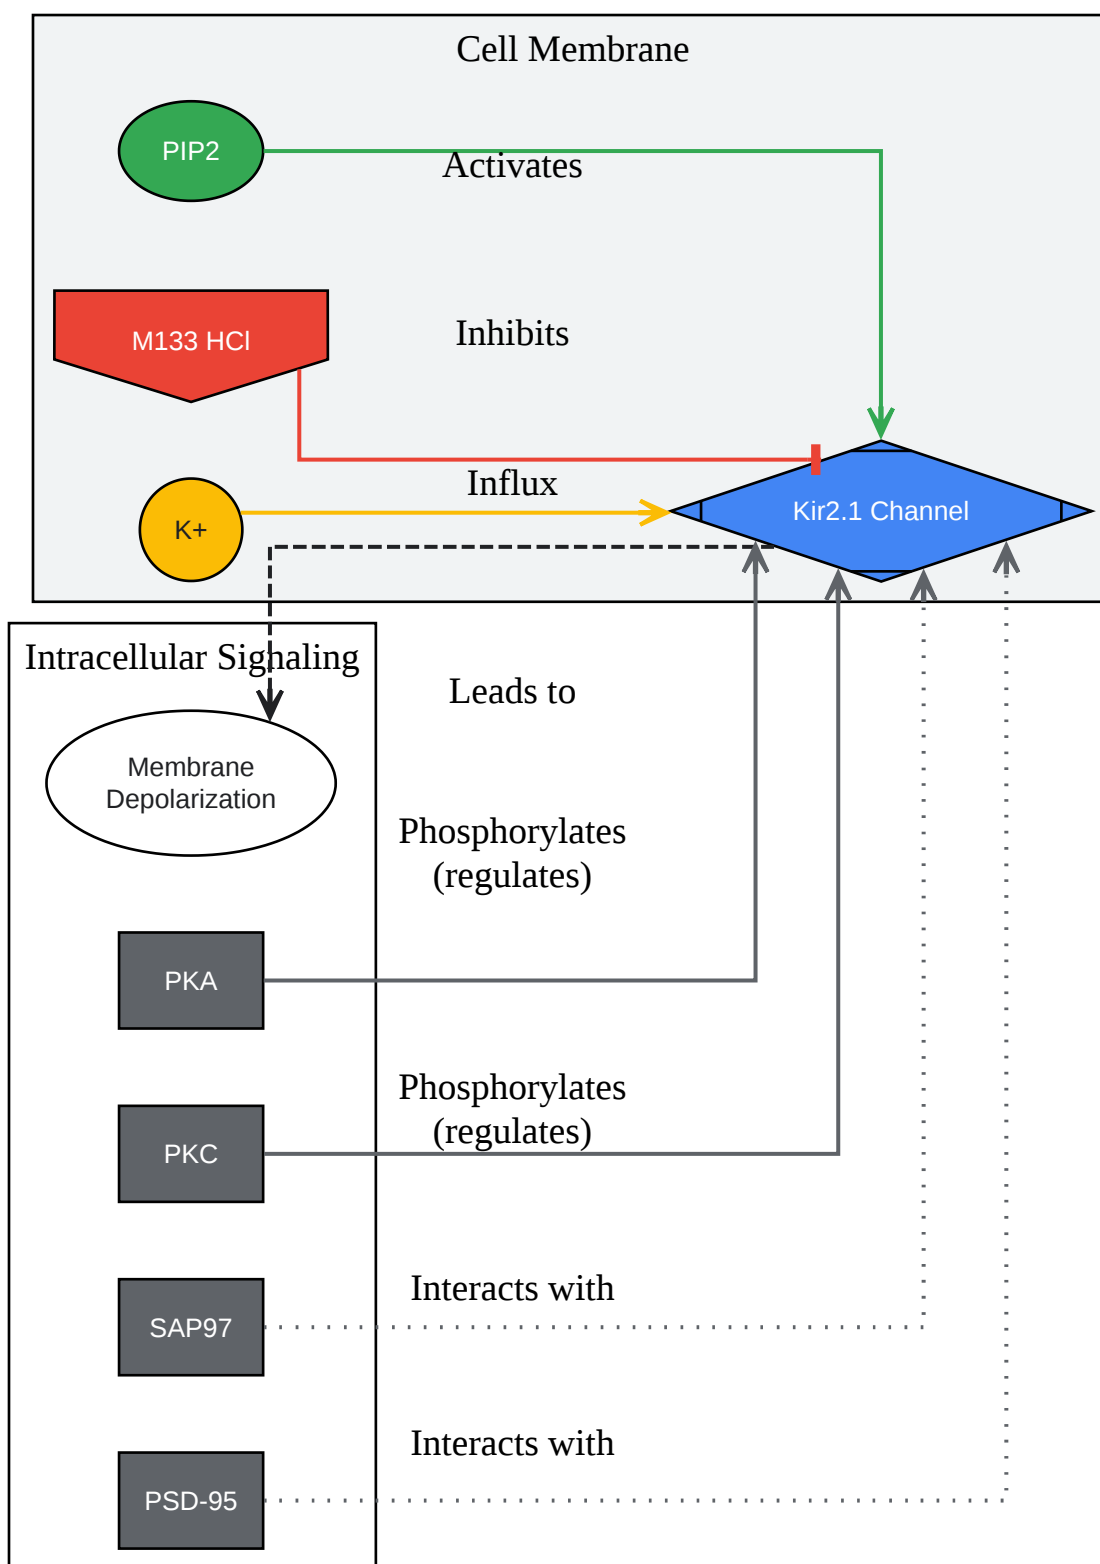 Cell Membrane
PIP2
Activates
M133 HCl
Inhibits
Influx
K+
Kir2.1 Channel
Intracellular Signaling
Leads to
Membrane
Depolarization
Phosphorylates
(regulates)
PKA
Phosphorylates
(regulates)
PKC
Interacts with
SAP97
Interacts with
PSD-95